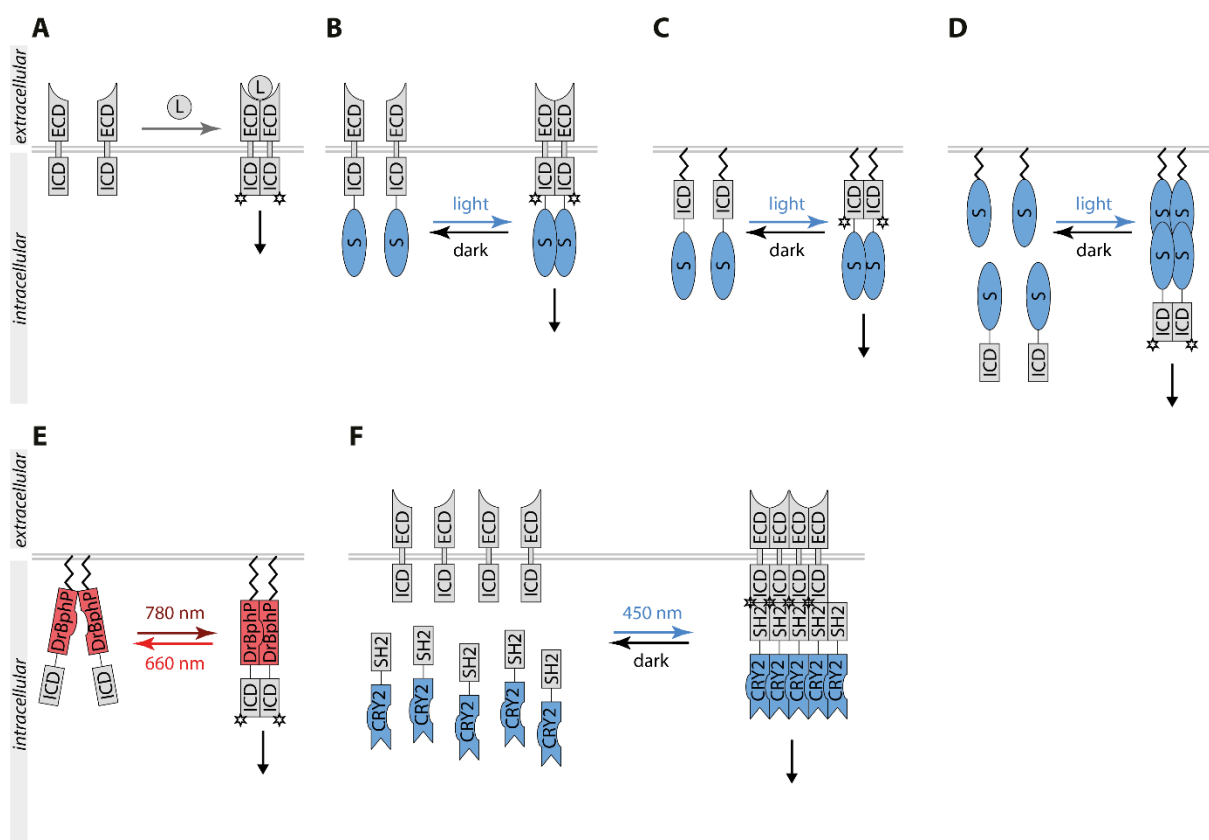 A
B
C
D
extracellular
intracellular
ECD
ECD
ICD
ICD
L
L
ECD
ECD
ICD
ICD
ECD
ECD
ICD
ICD
S
S
light
dark
ECD
ECD
ICD
ICD
S
S
ICD
ICD
S
S
light
dark
ICD
ICD
S
S
S
S
S
S
ICD
ICD
light
dark
S
S
S
S
ICD
ICD
E
F
extracellular
intracellular
DrBphP
DrBphP
ICD
ICD
780 nm
660 nm
DrBphP
DrBphP
ICD
ICD
ECD
ECD
ECD
ECD
ICD
ICD
ICD
ICD
SH2
SH2
SH2
SH2
SH2
CRY2
CRY2
CRY2
CRY2
CRY2
450 nm
dark
ECD
ECD
ECD
ECD
ICD
ICD
ICD
ICD
SH2
SH2
SH2
SH2
SH2
CRY2
CRY2
CRY2
CRY2
CRY2